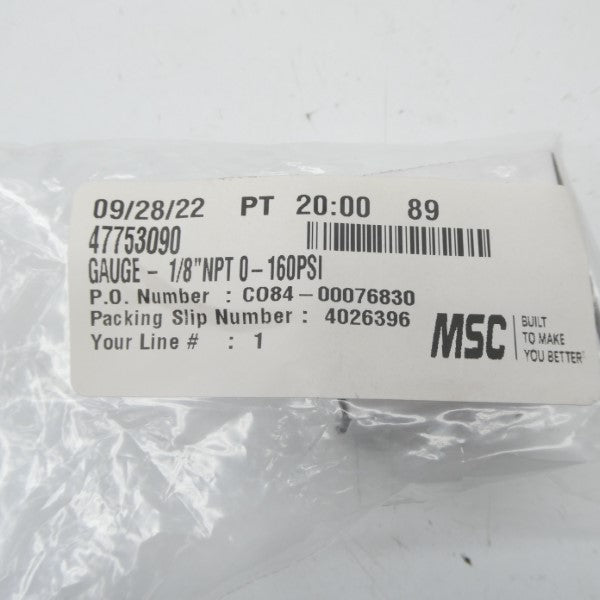 09/28/22 PT 20:00 89
47753090
GAUGE - 1/8"NPT 0-160PSI
P.O. Number : C084-00076830
Packing Slip Number : 4026396
Your Line # : 1
MSC
BUILT
TO MAKE
YOU BETTER